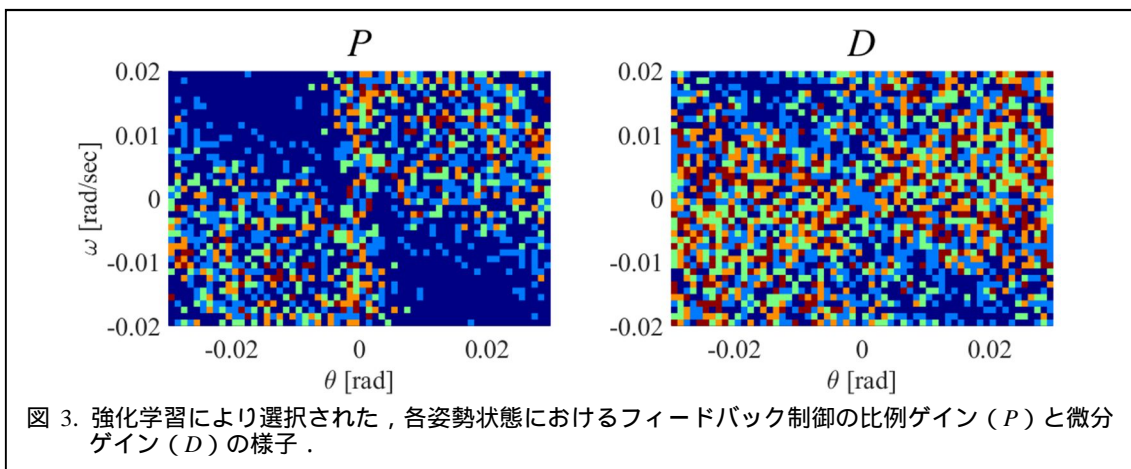 P
D
0.02
0.01
0
-0.01
-0.02
ω [rad/sec]
-0.02 0 0.02
θ [rad]
0.02
0.01
0
-0.01
-0.02
-0.02 0 0.02
θ [rad]
図 3. 強化学習により選択された，各姿勢状態におけるフィードバック制御の比例ゲイン（P）と微分
ゲイン（D）の様子．